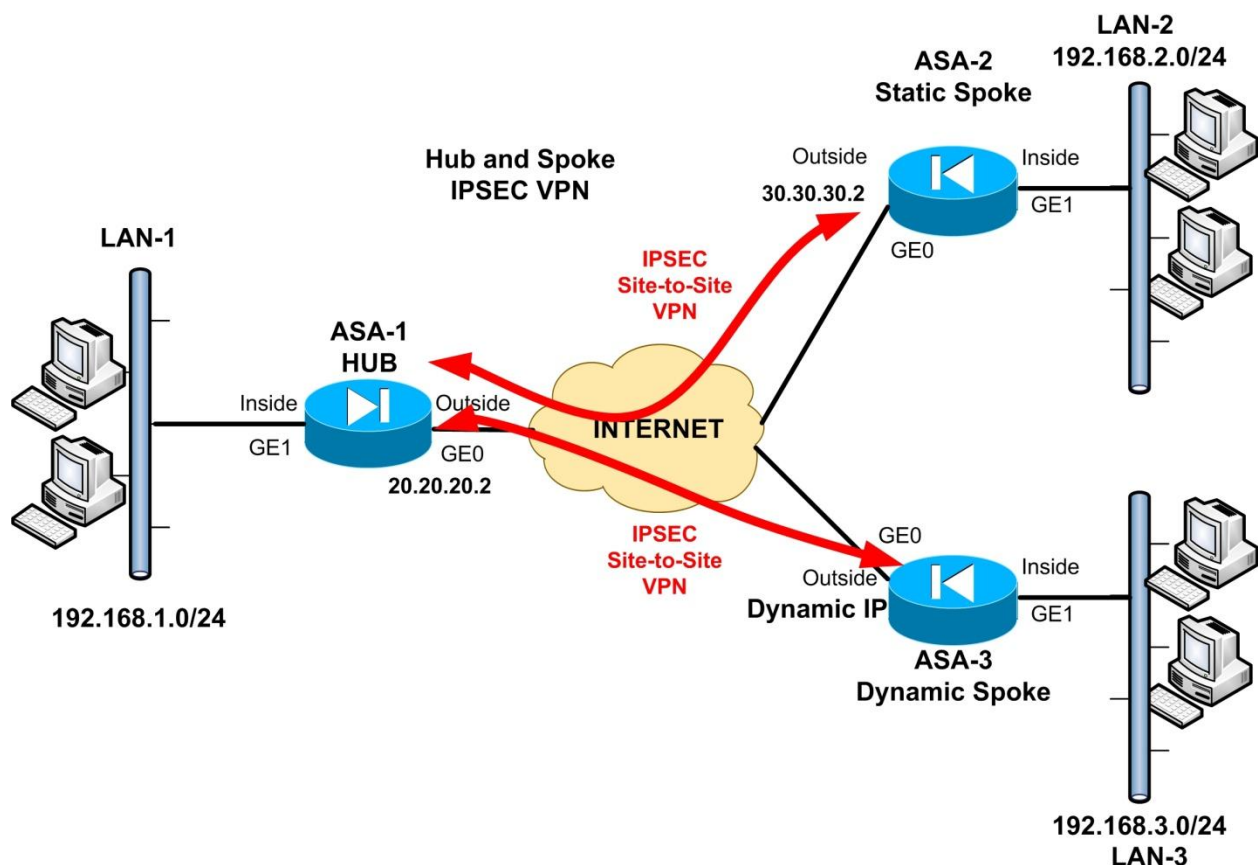 LAN-2
192.168.2.0/24
ASA-2
Static Spoke
Hub and Spoke
IPSEC VPN
Outside
30.30.30.2
Inside
GE1
GE0
LAN-1
IPSEC
Site-to-Site
VPN
ASA-1
HUB
Inside
Outside
GE1
GE0
20.20.20.2
INTERNET
IPSEC
Site-to-Site
VPN
GE0
Outside
Dynamic IP
Inside
GE1
ASA-3
Dynamic Spoke
192.168.1.0/24
192.168.3.0/24
LAN-3